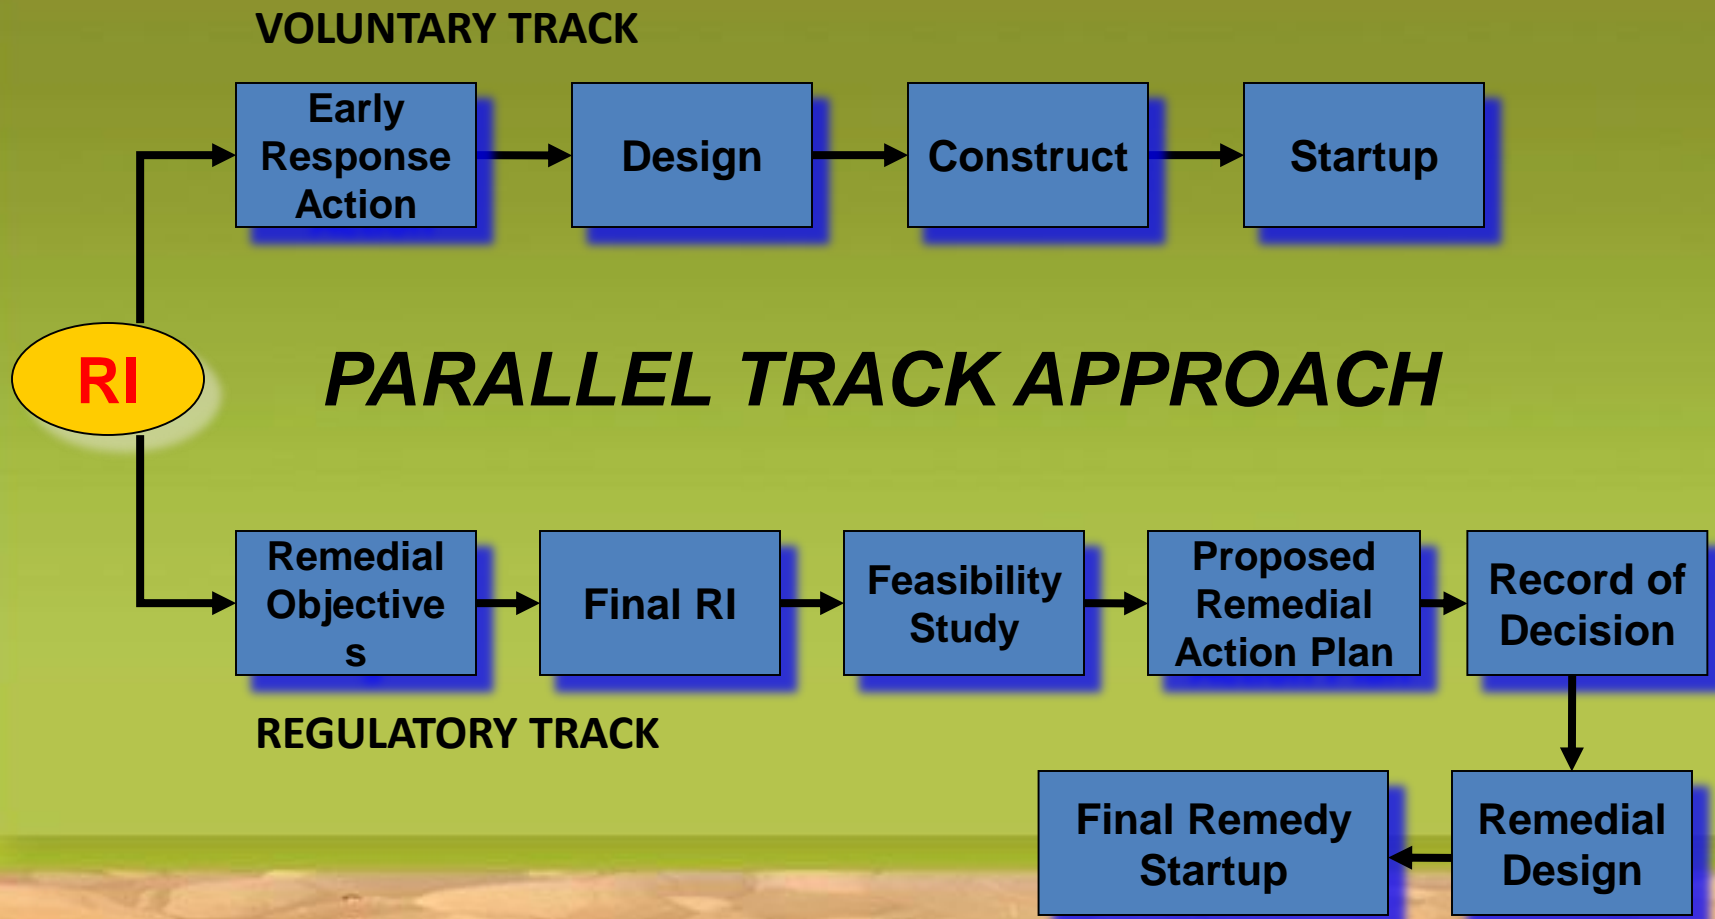 VOLUNTARY TRACK
Early
Response
Action
Design
Construct
Startup
RI
PARALLEL TRACK APPROACH
Remedial
Objective
s
Final RI
Feasibility
Study
Proposed
Remedial
Action Plan
Record of
Decision
REGULATORY TRACK
Final Remedy
Startup
Remedial
Design